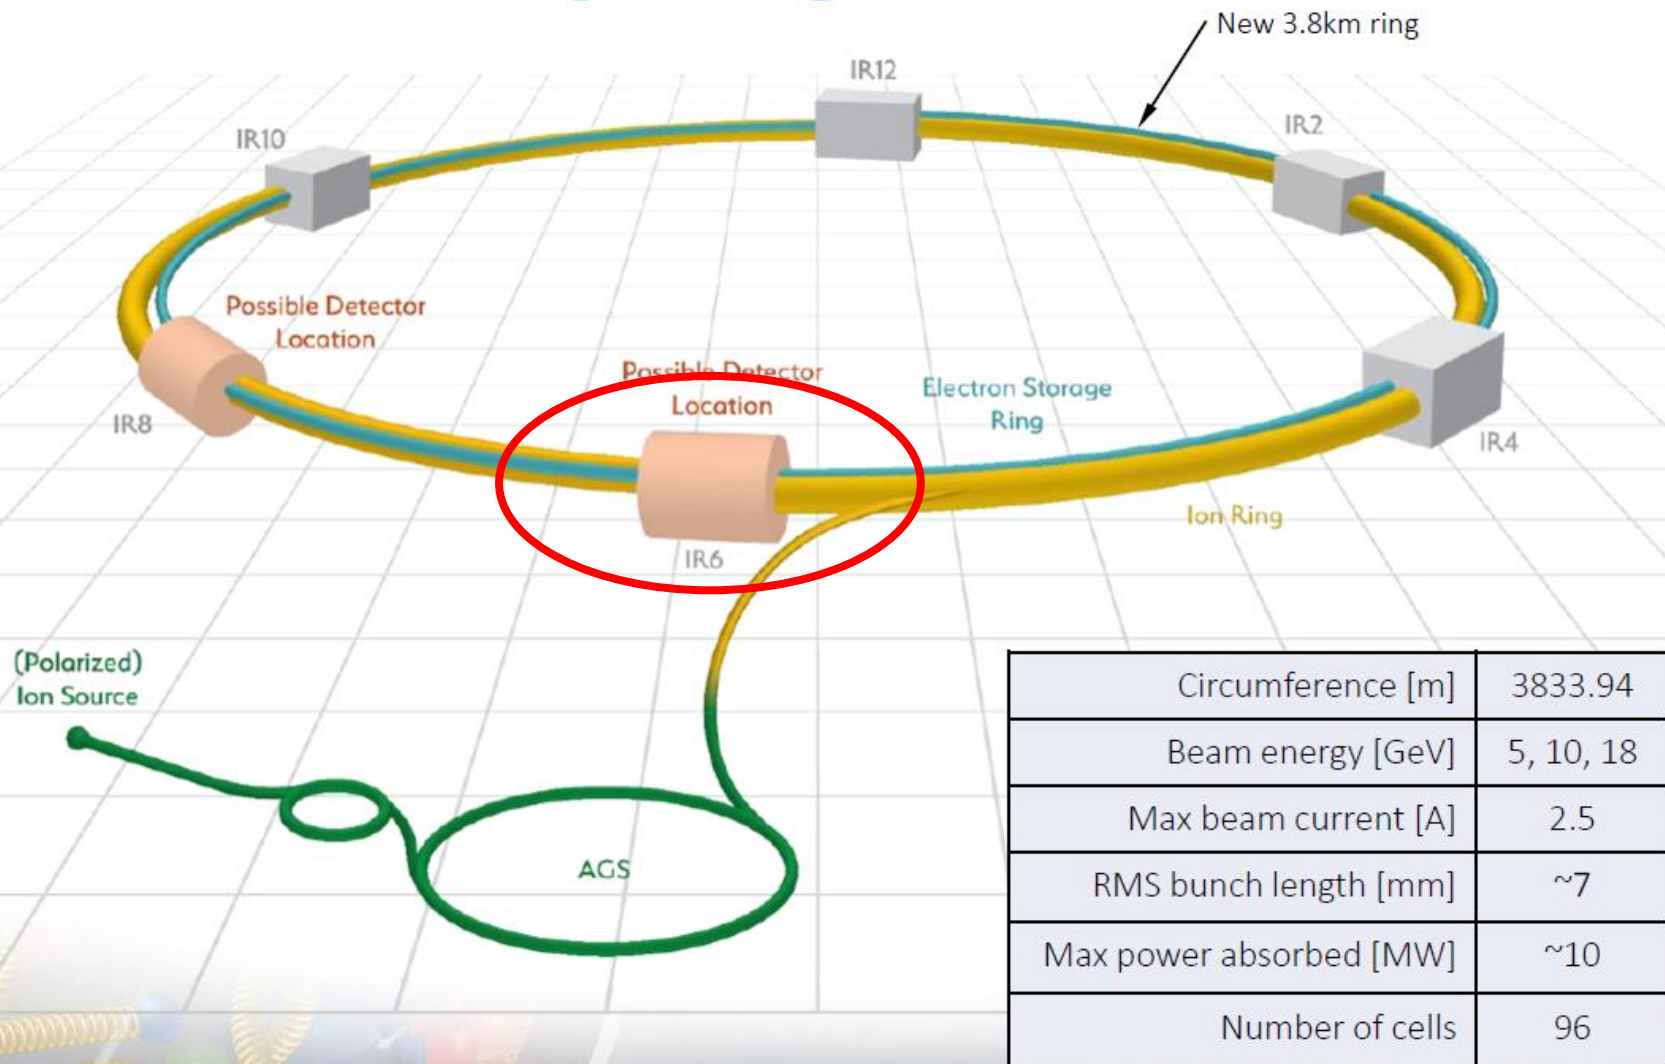 New 3.8km ring
IR12
IR10
IR2
Possible Detector
Location
Possible Detector
Location
Electron Storage
Ring
IR8
IR4
Ion Ring
IR6
(Polarized)
Ion Source
AGS
Circumference [m] 3833.94
Beam energy [GeV] 5, 10, 18
Max beam current [A] 2.5
RMS bunch length [mm] ~7
Max power absorbed [MW] ~10
Number of cells 96